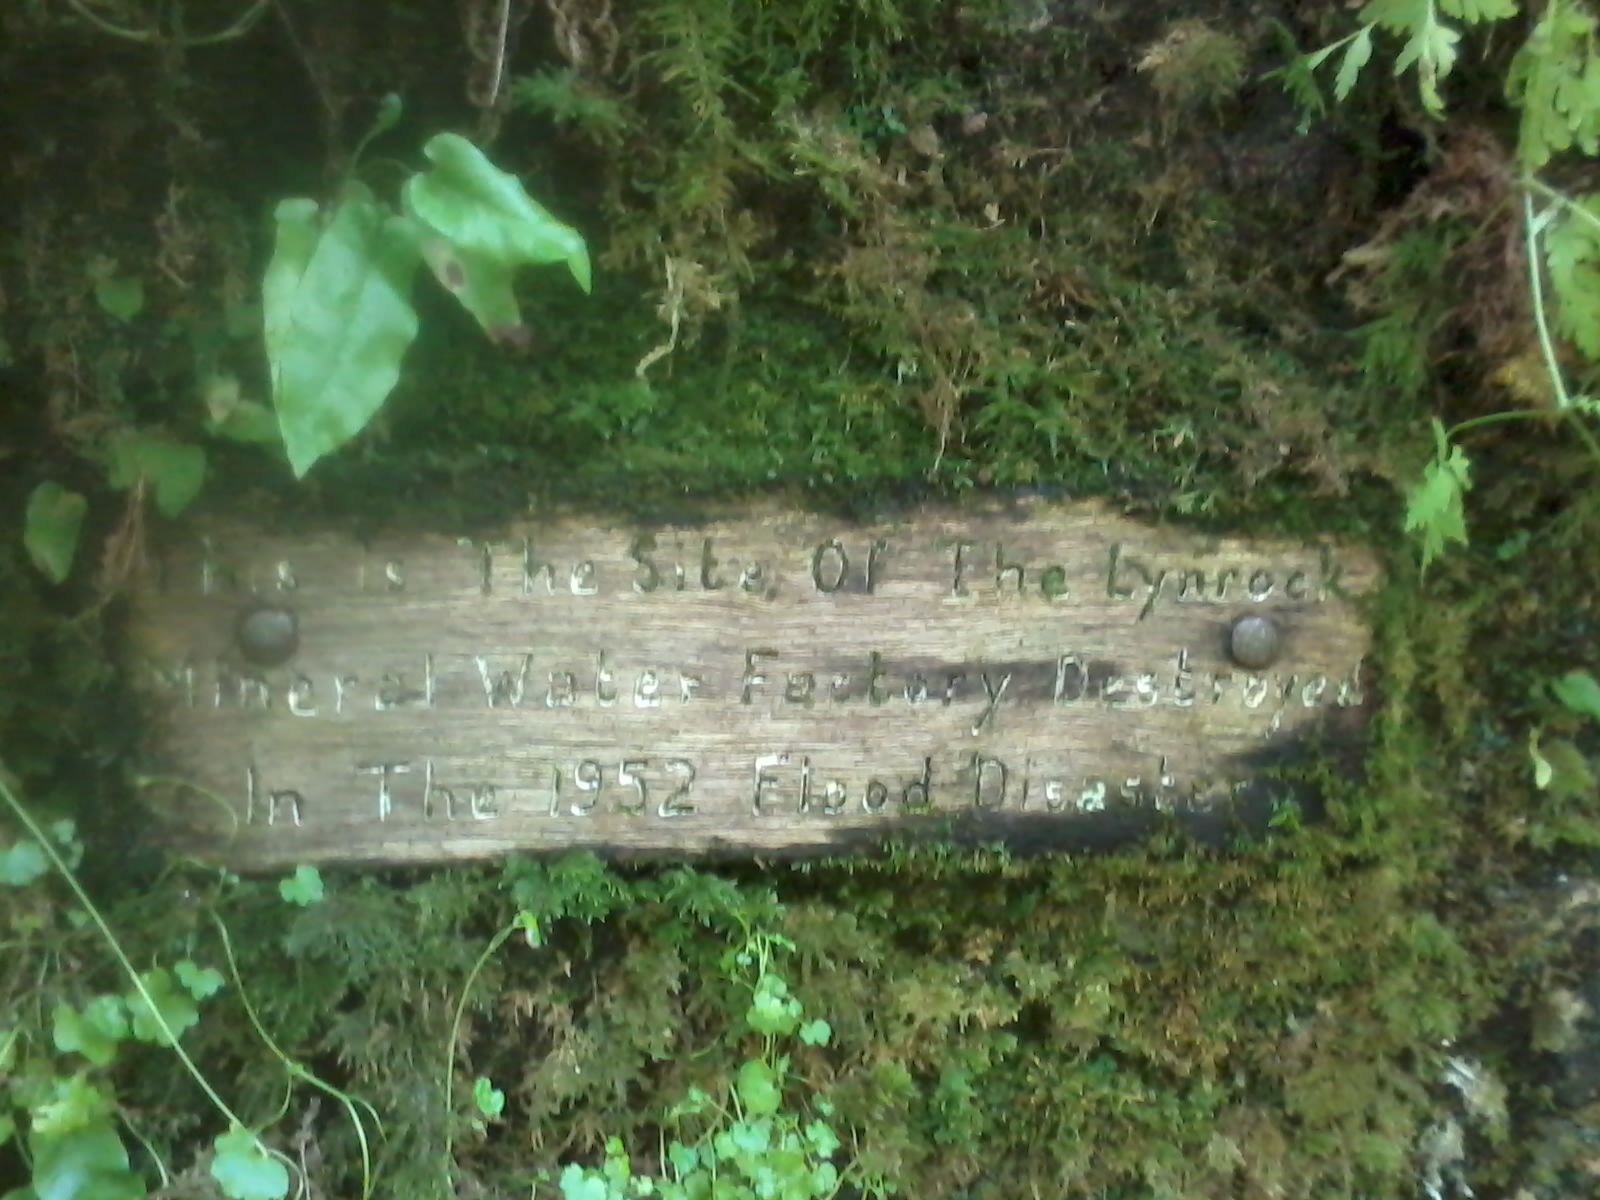 This is The Site Of The Lynrock
Mineral Water Factory Destroyed
In The 1952 Flood Disaster